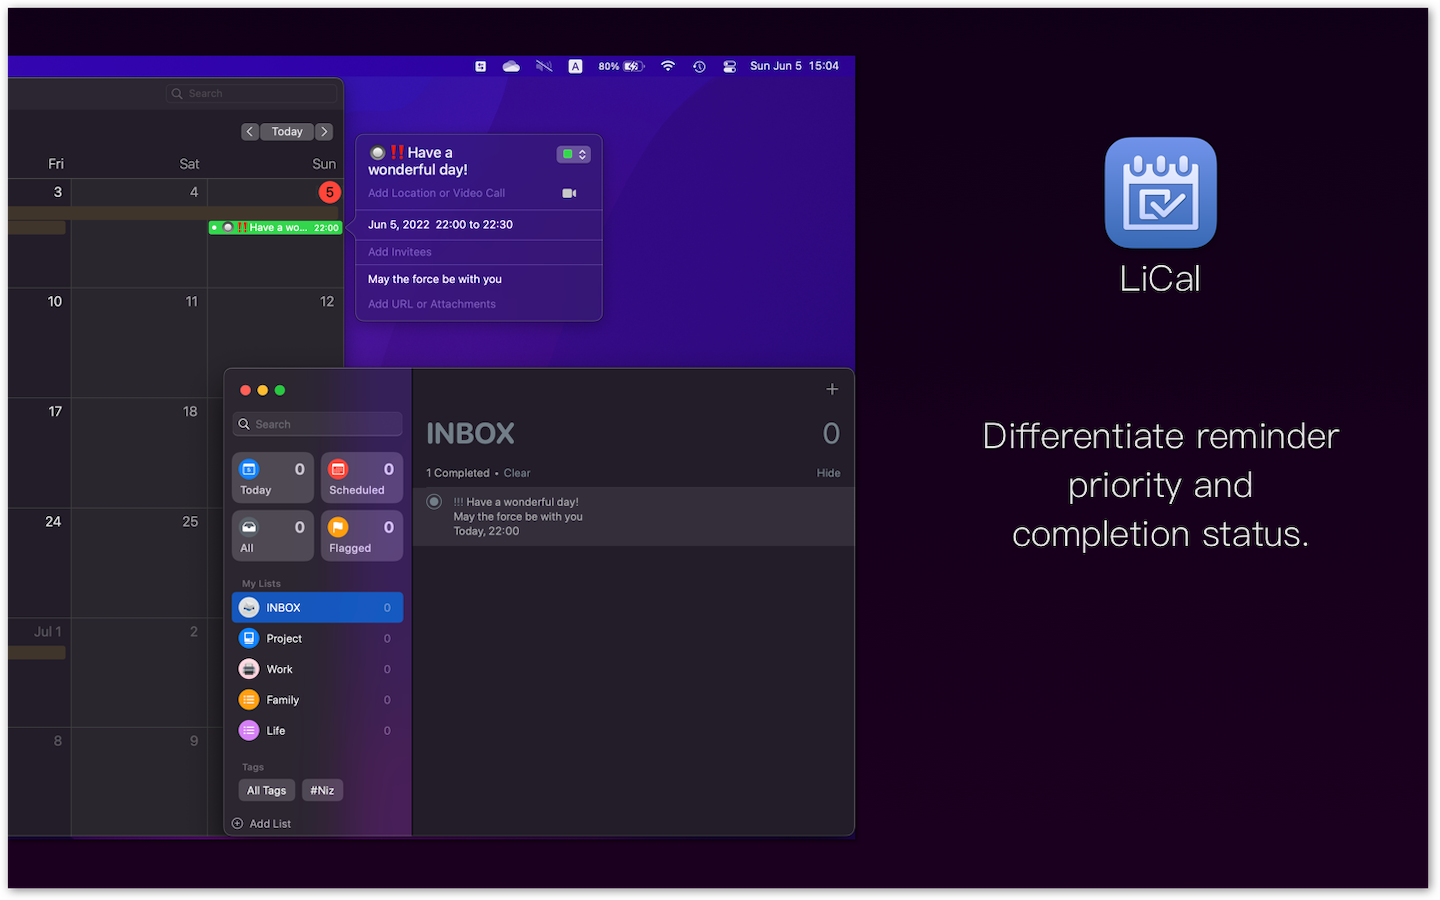 A 80% Sun Jun 5 15:04
Search
Today
Fri Sat Sun
3 4 5
‼️Have a wo... 22:00
10 11 12
17 18
24 25
Jul 1 2
8 9
‼️Have a
wonderful day!
Add Location or Video Call
Jun 5, 2022 22:00 to 22:30
Add Invitees
May the force be with you
Add URL or Attachments
Search
0 Today
0 Scheduled
0 All
0 Flagged
My Lists
INBOX 0
Project 0
Work 0
Family 0
Life 0
Tags
All Tags #Niz
Add List
INBOX 0
1 Completed • Clear Hide
!!! Have a wonderful day!
May the force be with you
Today, 22:00
LiCal
Differentiate reminder
priority and
completion status.